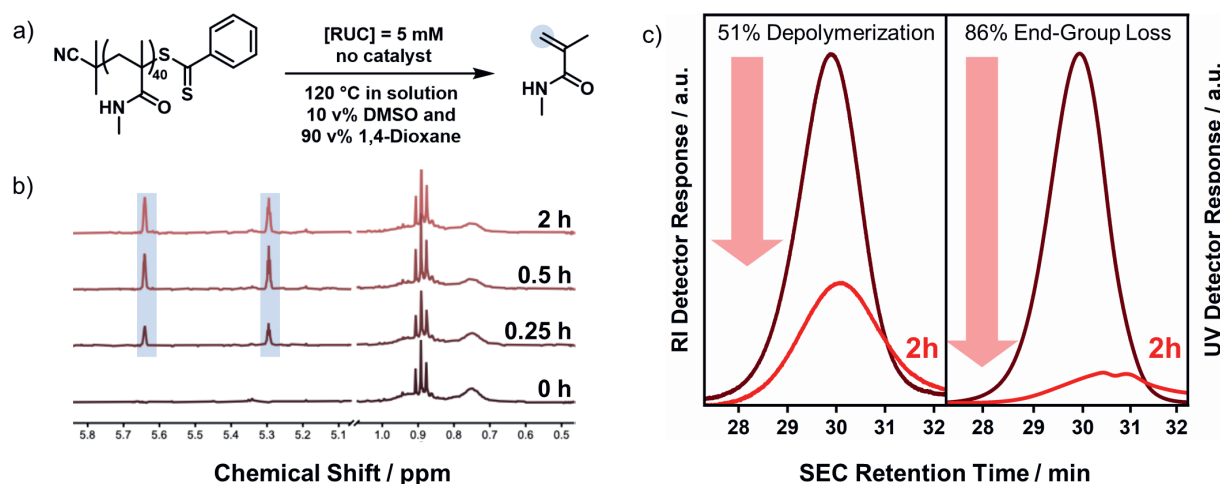 a)
NC
40
S
S
HN
O
[RUC] = 5 mM
no catalyst
120 °C in solution
10 v% DMSO and
90 v% 1,4-Dioxane
HN
O
b)
2 h
0.5 h
0.25 h
0 h
5.8 5.7 5.6 5.5 5.4 5.3 5.2 5.1 1.0 0.9 0.8 0.7 0.6 0.5
Chemical Shift / ppm
c)
51% Depolymerization
86% End-Group Loss
RI Detector Response / a.u.
2h
2h
UV Detector Response / a.u.
28 29 30 31 32
28 29 30 31 32
SEC Retention Time / min